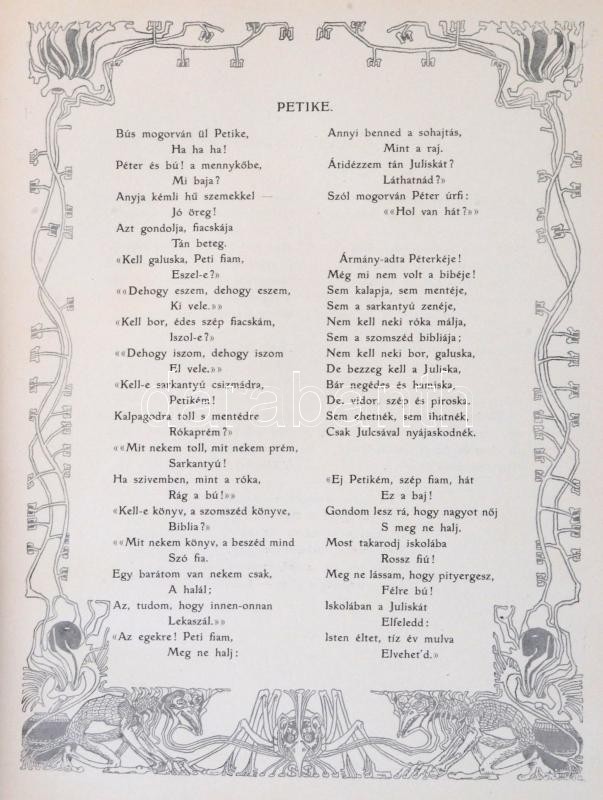 PETIKE.
Bús mogorván ül Petike,
Ha ha ha!
Péter és bú! a mennykőbe,
Mi baja?
Anyja kémli hű szemekkel —
Jó öreg!
Azt gondolja, fiacskája
Tán beteg.
«Kell galuska, Peti fiam,
Eszel-e?»
««Dehogy eszem, dehogy eszem,
Ki vele.»»
«Kell bor, édes szép fiacskám,
Iszol-e?»
««Dehogy iszom, dehogy iszom
El vele.»»
«Kell-e sarkantyú csizmádra,
Petikém!
Kalpagodra toll s mentédre
Rókaprém?»
««Mit nekem toll, mit nekem prém,
Sarkantyú!
Ha szivemben, mint a róka,
Rág a bú!»»
«Kell-e könyv, a szomszéd könyve,
Biblia?»
««Mit nekem könyv, a beszéd mind
Szó fia.
Egy barátom van nekem csak,
A halál;
Az, tudom, hogy innen-onnan
Lekaszál.»»
«Az egekre! Peti fiam,
Meg ne halj:
Annyi benned a sohajtás,
Mint a raj.
Átidézzem tán Juliskát?
Láthatnád?»
Szól mogorván Péter úrfi:
««Hol van hát?»»
Ármány-adta Péterkéje!
Még mi nem volt a bibéje!
Sem kalapja, sem mentéje,
Sem a sarkantyú zenéje,
Nem kell neki róka málja,
Sem a szomszéd bibliája;
Nem kell neki bor, galuska,
De bezzeg kell a Juliska,
Bár negédes és hamiska,
De, vidor, szép és piroska.
Sem ehetnék, sem ihatnék,
Csak Julcsával nyájaskodnék.
«Ej Petikém, szép fiam, hát
Ez a baj!
Gondom lesz rá, hogy nagyot nőj
S meg ne halj.
Most takarodj iskolába
Rossz fiú!
Meg ne lássam, hogy pityergesz,
Félre bú!
Iskolában a Juliskát
Elfeledd:
Isten éltet, tíz év mulva
Elvehet'd.»
darabanth